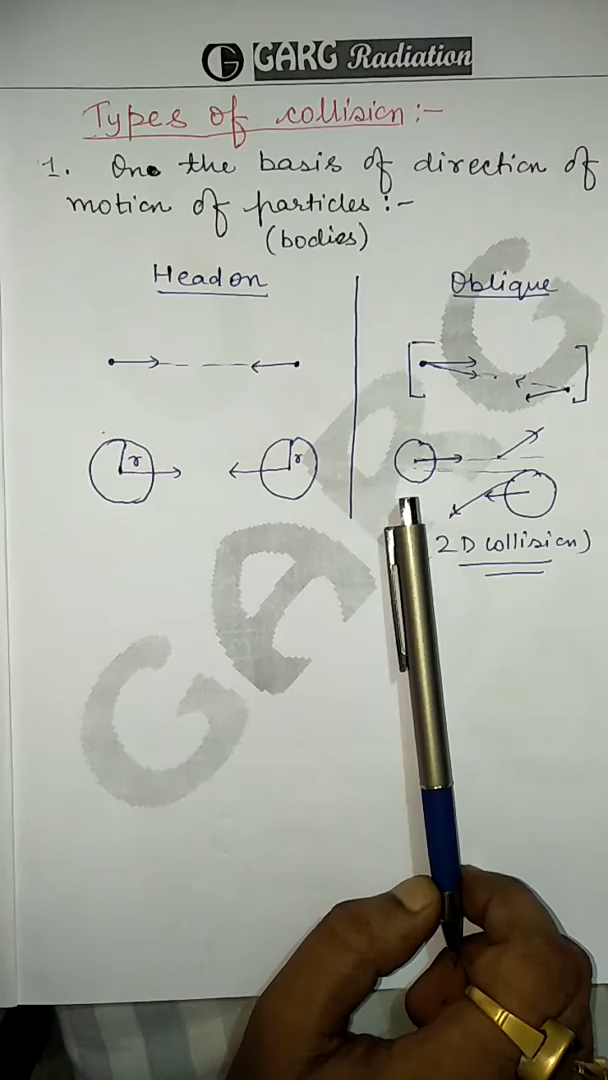 G GARG Radiation
Types of collision :-
1. One the basis of direction of
motion of particles :-
(bodies)
Head on
Oblique
r
r
2D collision)
GARG